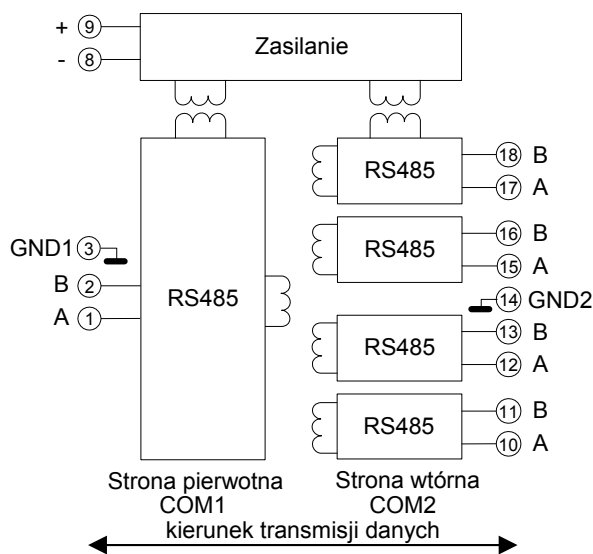 + 9
- 8
Zasilanie
GND1 3
B 2
A 1
RS485
RS485
18 B
17 A
RS485
16 B
15 A
14 GND2
RS485
13 B
12 A
RS485
11 B
10 A
Strona pierwotna
COM1
Strona wtórna
COM2
kierunek transmisji danych